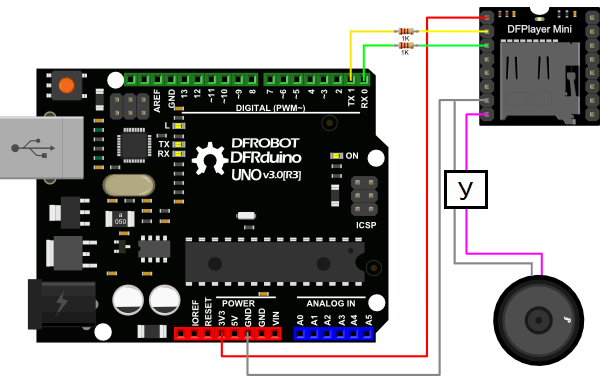 1K
1K
DFPlayer Mini
AREF
GND
13
12
~11
~10
~9
8
7
~6
~5
4
~3
2
TX 1
RX 0
DIGITAL (PWM~)
L
TX
RX
DFROBOT
DFRduino
UNO v3.0[R3]
ON
ICSP
a
050
У
IOREF
RESET
3V3
5V
GND
GND
VIN
POWER
ANALOG IN
A0
A1
A2
A3
A4
A5